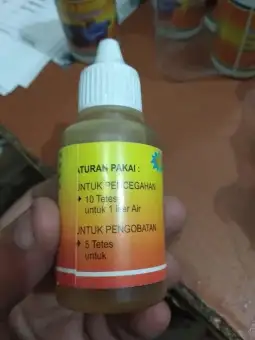 ATURAN PAKAI :
UNTUK PENCEGAHAN
+ 10 Tetes
untuk 1 liter Air
UNTUK PENGOBATAN
+ 5 Tetes
untuk